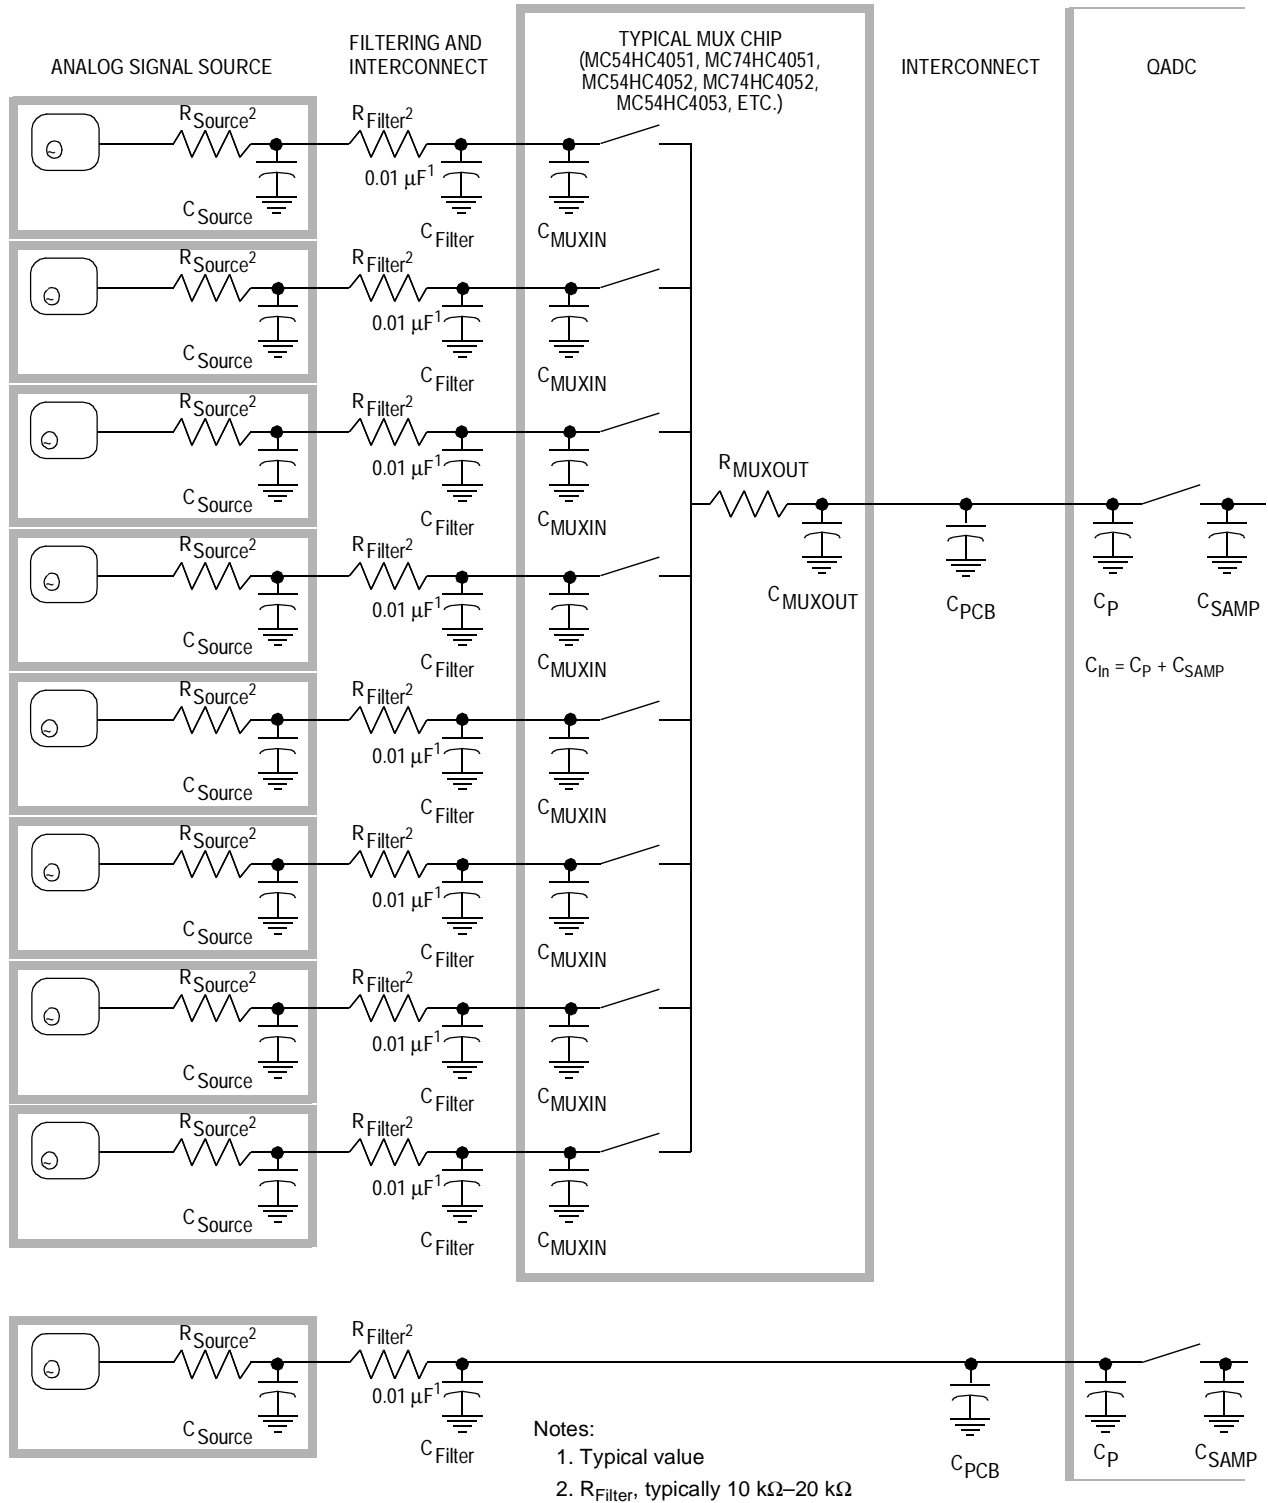 ANALOG SIGNAL SOURCE
FILTERING AND
INTERCONNECT
TYPICAL MUX CHIP
(MC54HC4051, MC74HC4051,
MC54HC4052, MC74HC4052,
MC54HC4053, ETC.)
INTERCONNECT
QADC
RSource2
RFilter2
0.01 µF1
CSource
CFilter
CMUXIN
RSource2
RFilter2
0.01 µF1
CSource
CFilter
CMUXIN
RSource2
RFilter2
0.01 µF1
CSource
CFilter
CMUXIN
RMUXOUT
RSource2
RFilter2
0.01 µF1
CSource
CFilter
CMUXIN
CMUXOUT
CPCB
CP
CSAMP
CIn = CP + CSAMP
RSource2
RFilter2
0.01 µF1
CSource
CFilter
CMUXIN
RSource2
RFilter2
0.01 µF1
CSource
CFilter
CMUXIN
RSource2
RFilter2
0.01 µF1
CSource
CFilter
CMUXIN
RSource2
RFilter2
0.01 µF1
CSource
CFilter
CMUXIN
RSource2
RFilter2
0.01 µF1
CSource
CFilter
CPCB
CP
CSAMP
Notes:
1. Typical value
2. RFilter, typically 10 kΩ–20 kΩ